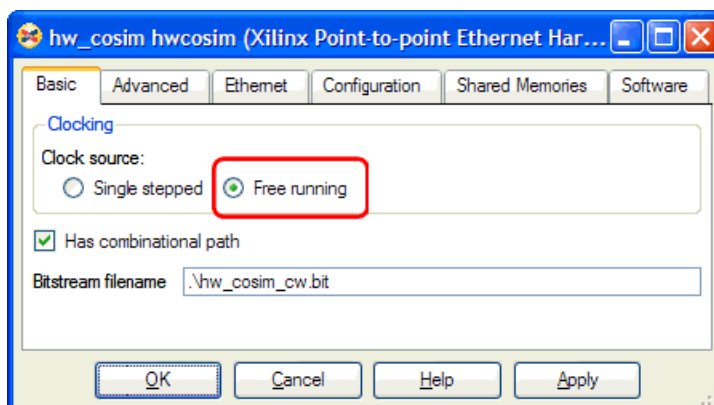 hw_cosim hwcosim (Xilinx Point-to-point Ethernet Har...
Basic Advanced Ethernet Configuration Shared Memories Software
Clocking
Clock source:
Single stepped Free running
Has combinational path
Bitstream filename .\hw_cosim_cw.bit
OK Cancel Help Apply